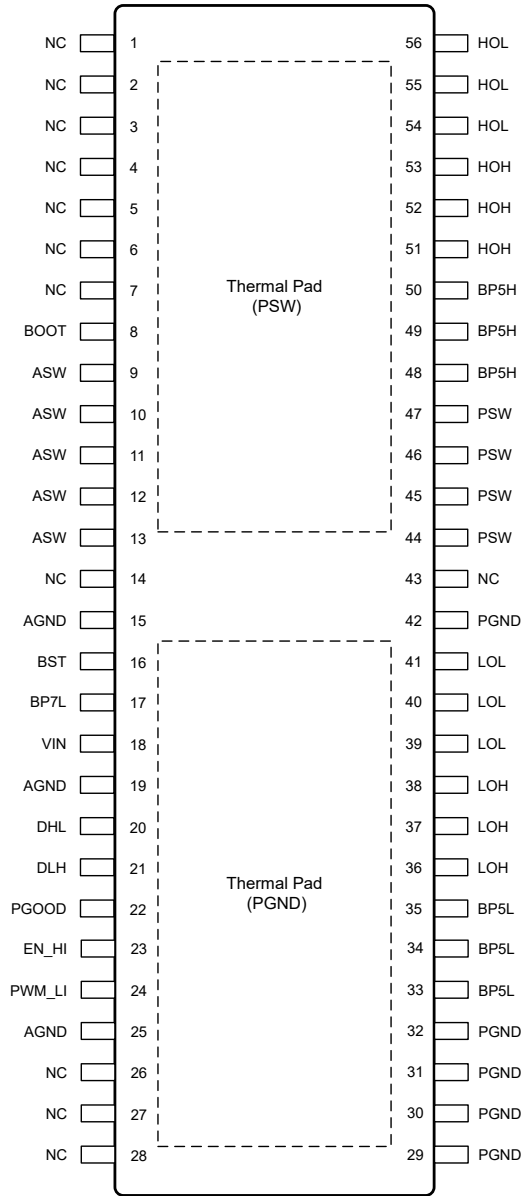 NC 1 56 HOL
NC 2 55 HOL
NC 3 54 HOL
NC 4 53 HOH
NC 5 52 HOH
NC 6 51 HOH
NC 7 Thermal Pad 50 BP5H
(PSW)
BOOT 8 49 BP5H
ASW 9 48 BP5H
ASW 10 47 PSW
ASW 11 46 PSW
ASW 12 45 PSW
ASW 13 44 PSW
NC 14 43 NC
AGND 15 42 PGND
BST 16 41 LOL
BP7L 17 40 LOL
VIN 18 39 LOL
AGND 19 38 LOH
DHL 20 37 LOH
DLH 21 36 LOH
Thermal Pad
(PGND)
PGOOD 22 35 BP5L
EN_HI 23 34 BP5L
PWM_LI 24 33 BP5L
AGND 25 32 PGND
NC 26 31 PGND
NC 27 30 PGND
NC 28 29 PGND